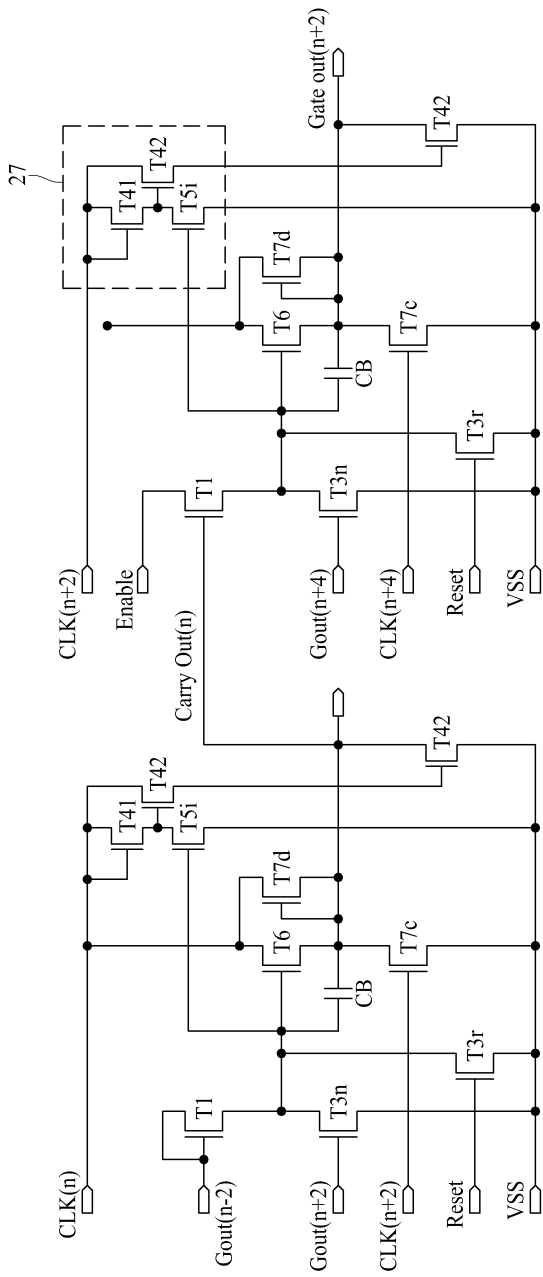 CLK(n)
Gout(n-2)
Gout(n+2)
CLK(n+2)
Reset
VSS
T1
T3n
T3r
CB
T6
T7d
T7c
T41
T42
T5i
T42
Carry Out(n)
CLK(n+2)
Enable
Gout(n+4)
CLK(n+4)
Reset
VSS
T1
T3n
T3r
CB
T6
T7d
T7c
27
T41
T42
T5i
T42
Gate out(n+2)